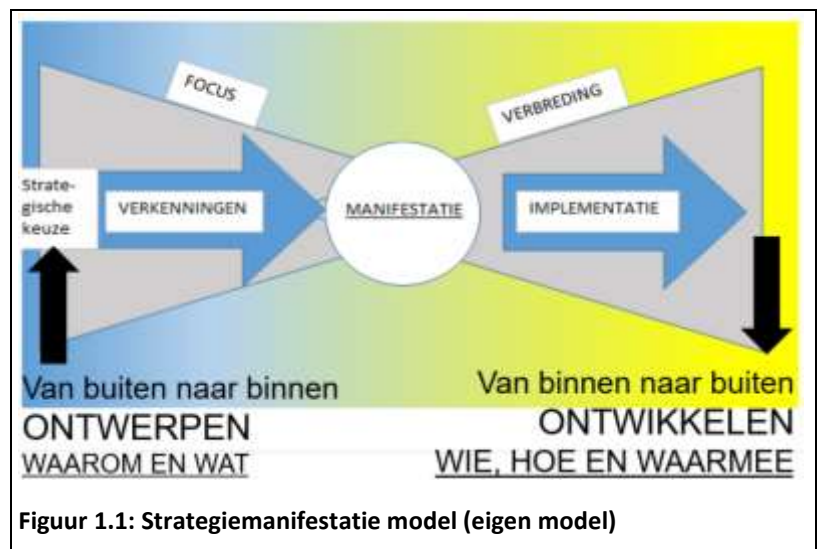 FOCUS
VERBREDING
Strate-
gische
keuze
VERKENNINGEN
MANIFESTATIE
IMPLEMENTATIE
Van buiten naar binnen
ONTWERPEN
WAAROM EN WAT
Van binnen naar buiten
ONTWIKKELEN
WIE, HOE EN WAARMEE
Figuur 1.1: Strategiemanifestatie model (eigen model)